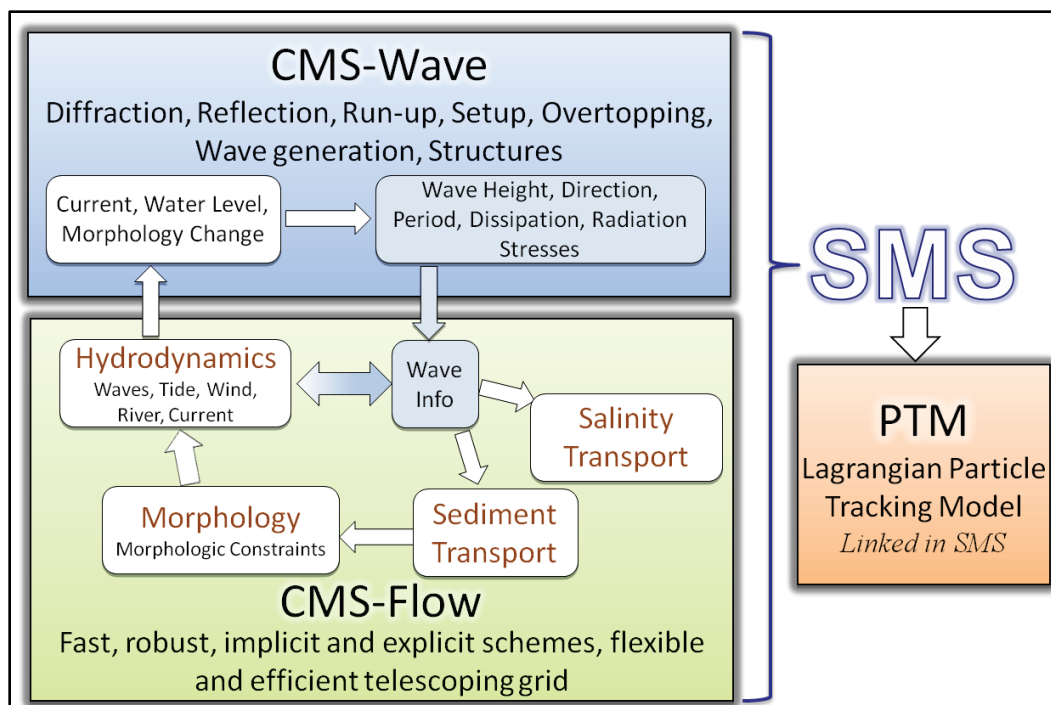 CMS-Wave
Diffraction, Reflection, Run-up, Setup, Overtopping,
Wave generation, Structures
Current, Water Level,
Morphology Change
Wave Height, Direction,
Period, Dissipation, Radiation
Stresses
Hydrodynamics
Waves, Tide, Wind,
River, Current
Wave
Info
Salinity
Transport
Morphology
Morphologic Constraints
Sediment
Transport
CMS-Flow
Fast, robust, implicit and explicit schemes, flexible
and efficient telescoping grid
SMS
PTM
Lagrangian Particle
Tracking Model
Linked in SMS